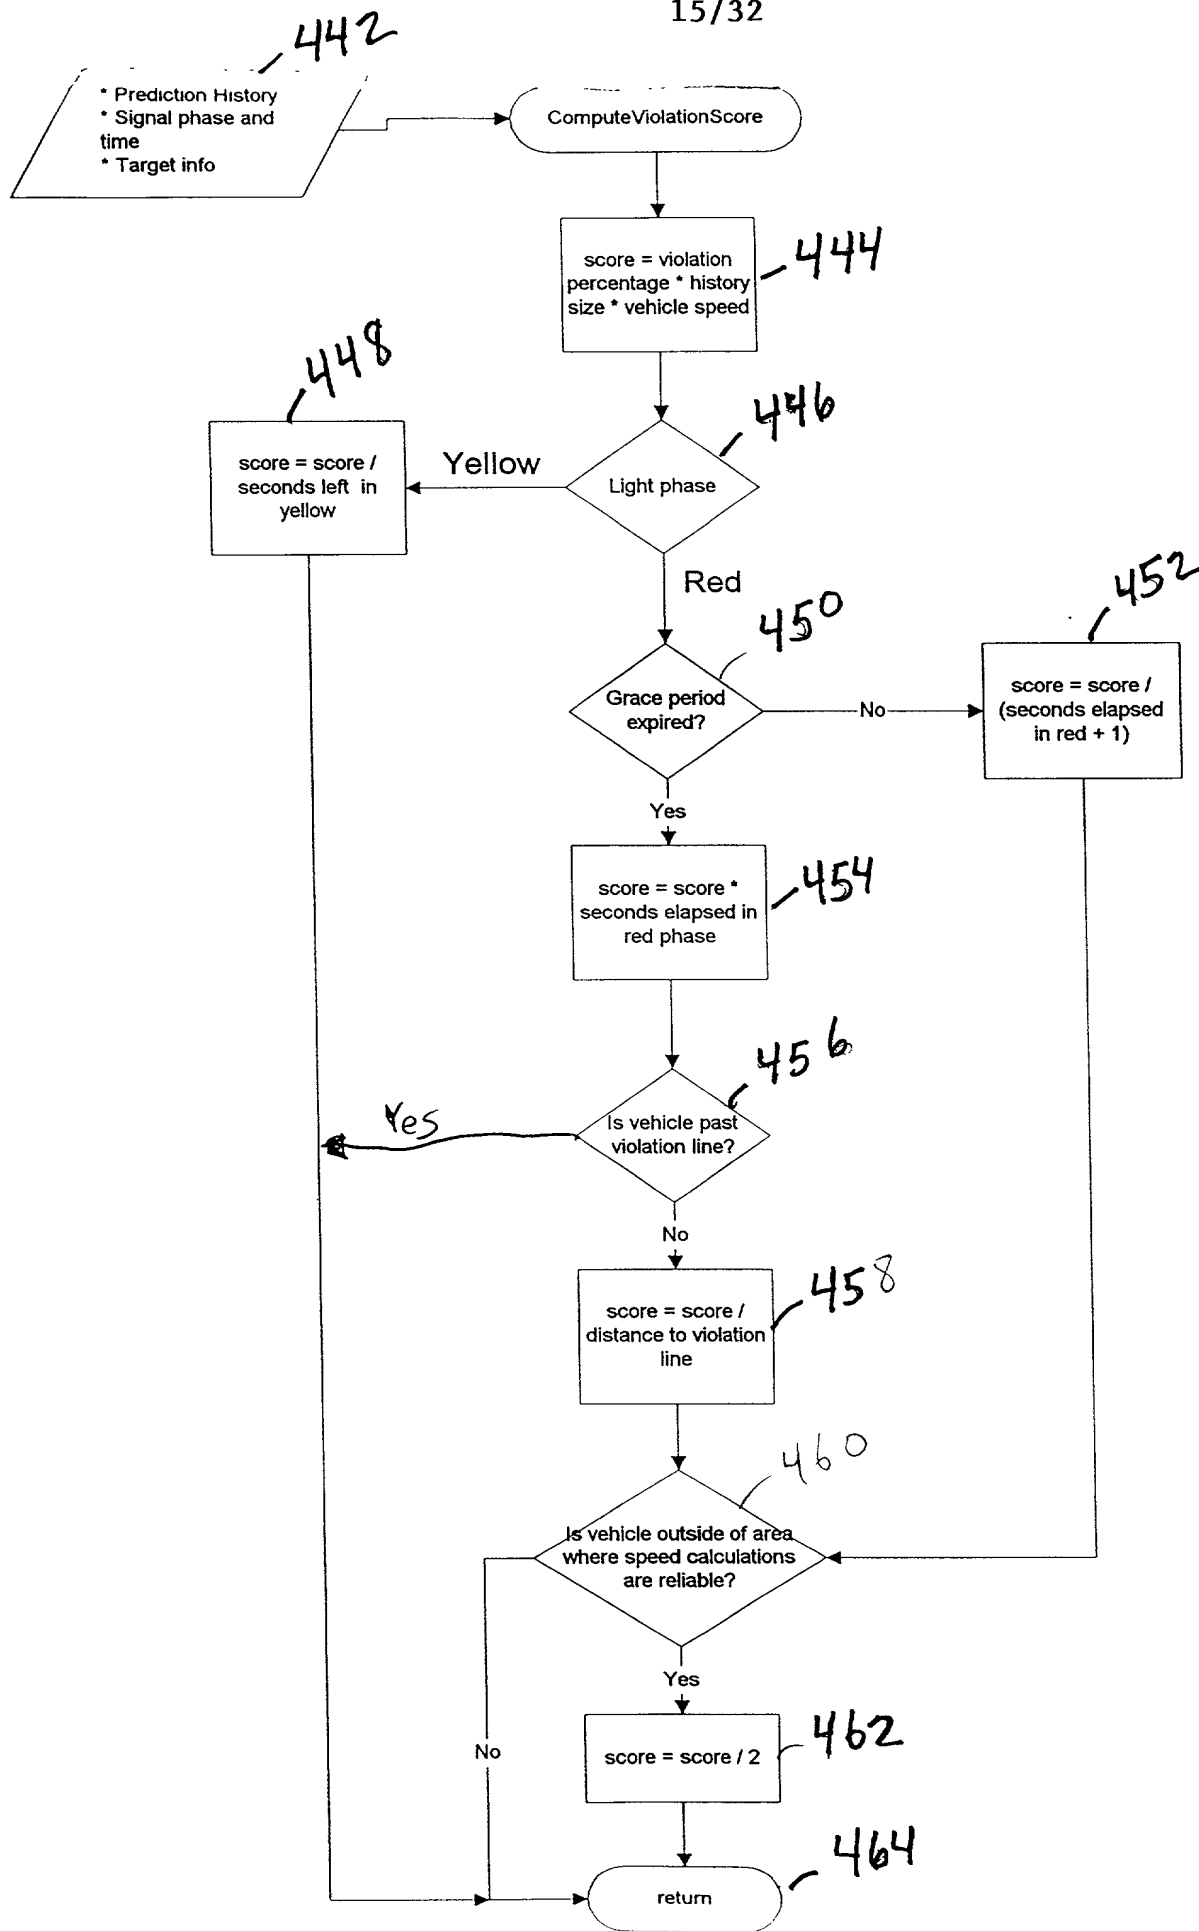 15/32
442
* Prediction History
* Signal phase and
time
* Target info
ComputeViolationScore
score = violation
percentage * history
size * vehicle speed
444
446
Light phase
Yellow
448
score = score /
seconds left in
yellow
Red
450
Grace period
expired?
No
452
score = score /
(seconds elapsed
in red + 1)
Yes
score = score *
seconds elapsed in
red phase
454
456
Is vehicle past
violation line?
Yes
No
score = score /
distance to violation
line
458
460
Is vehicle outside of area
where speed calculations
are reliable?
Yes
No
score = score / 2
462
464
return